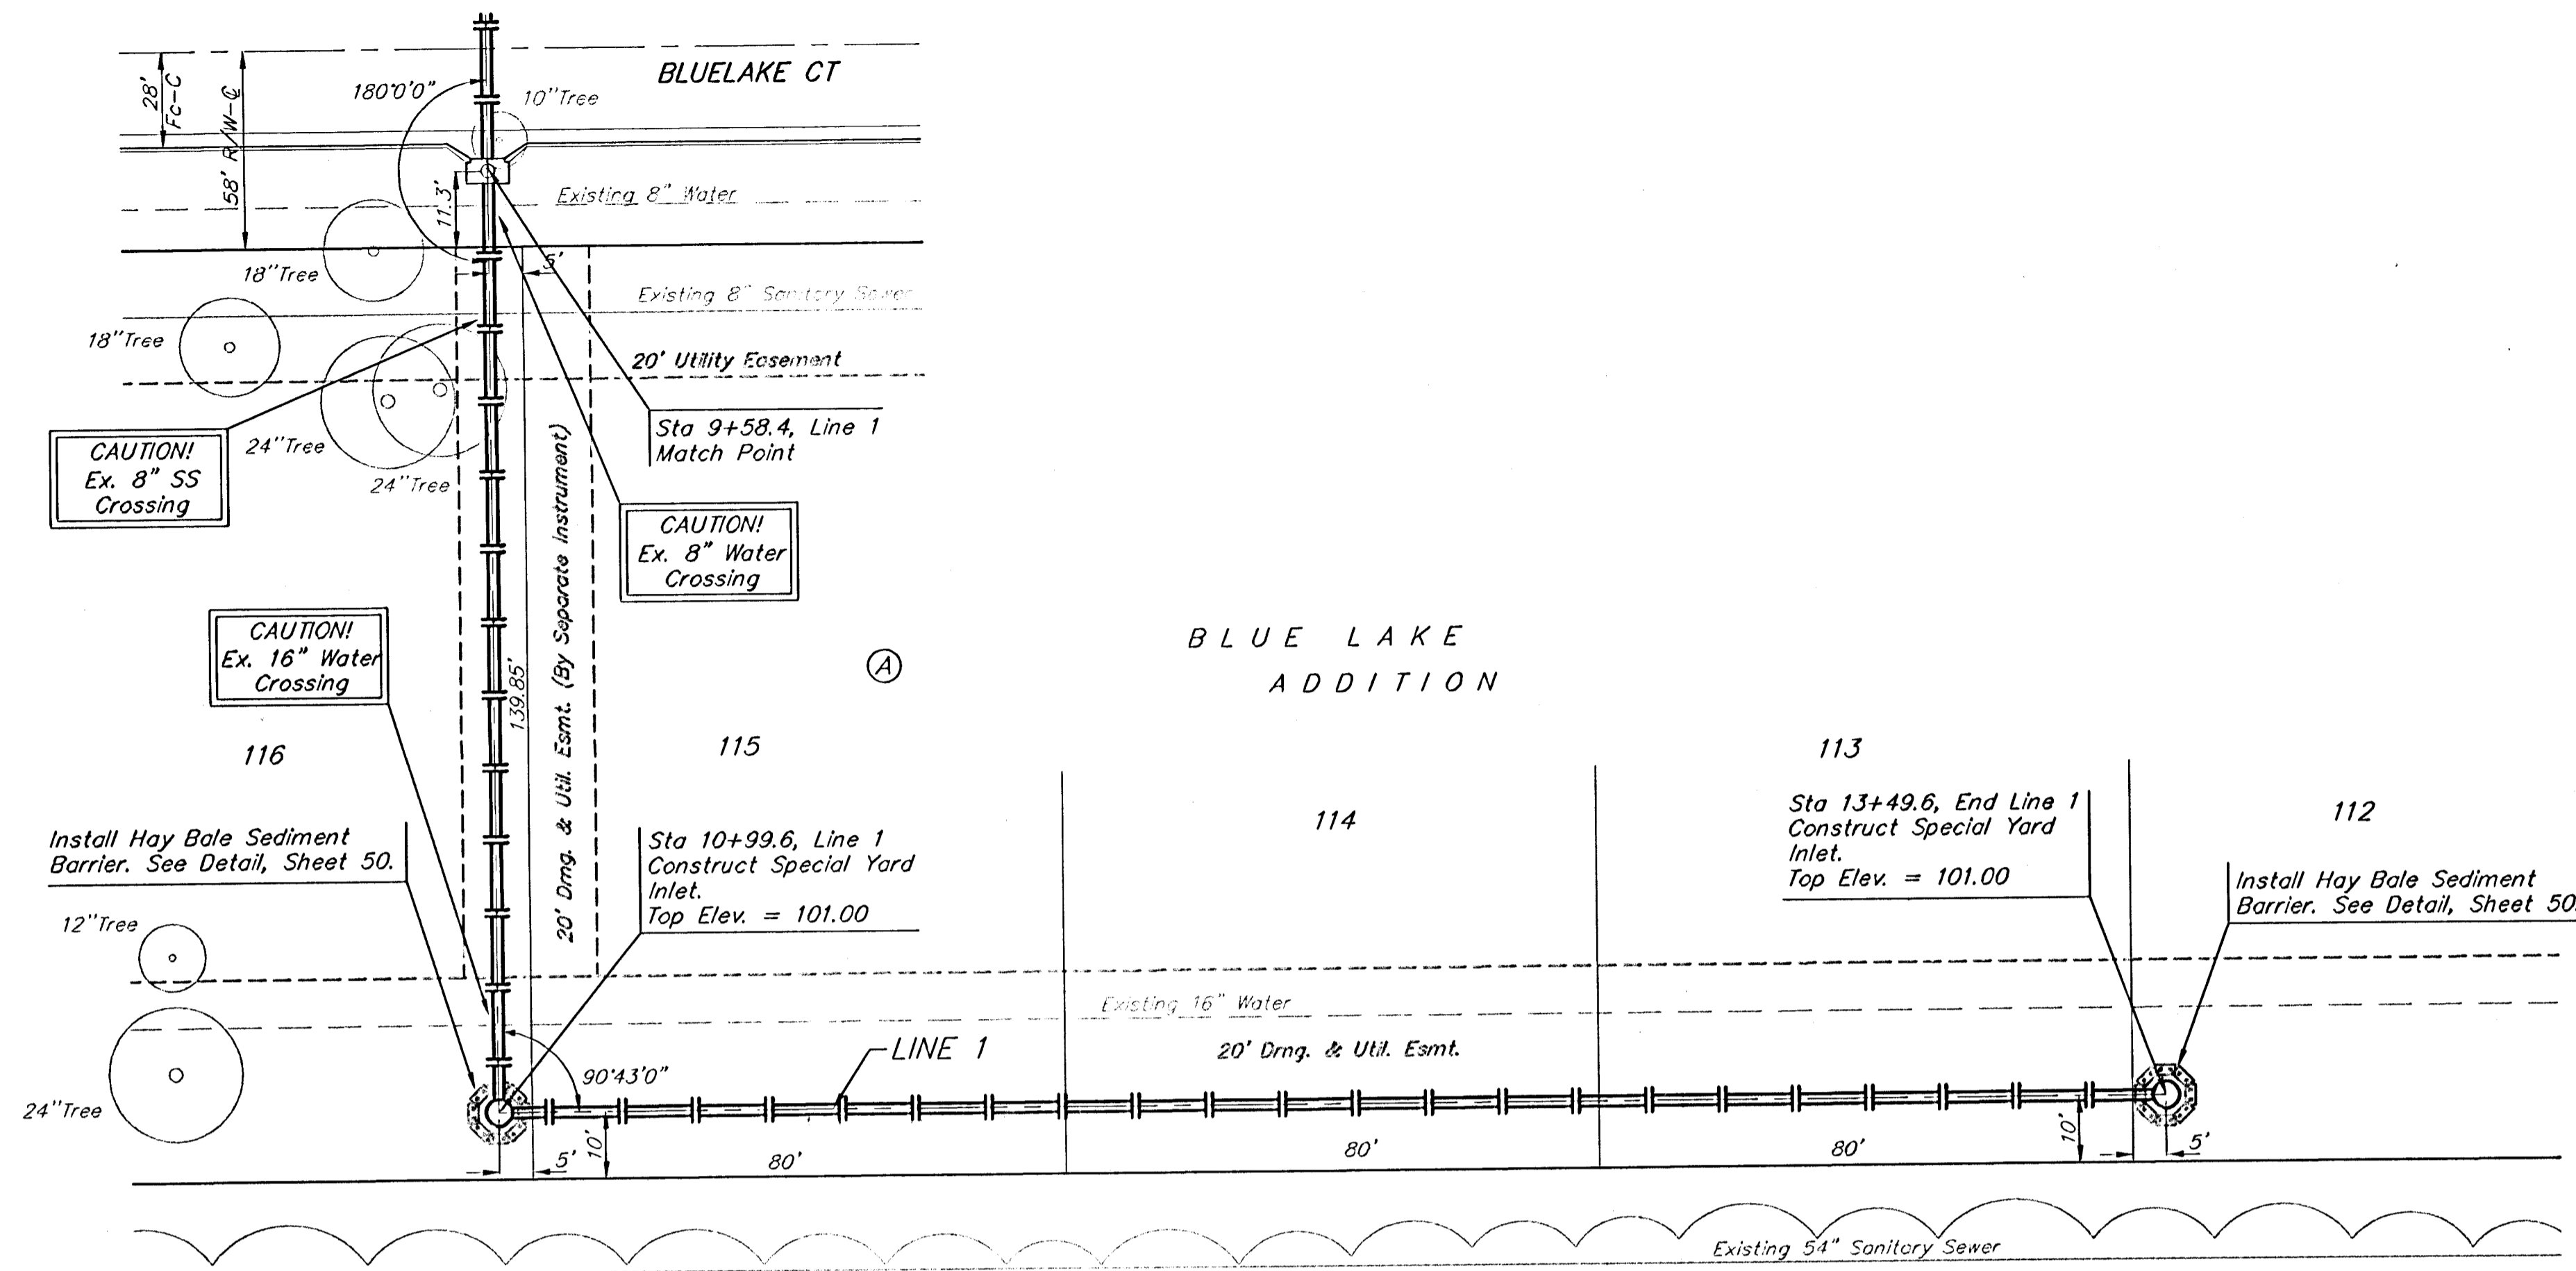 BLUELAKE CT
28'
Fc-C
58' R/W-℄
180°0'0"
10"Tree
11.3'
Existing 8" Water
18"Tree
5'
Existing 8" Sanitary Sewer
18"Tree
20' Utility Easement
Sta 9+58.4, Line 1
Match Point
CAUTION!
Ex. 8" SS
Crossing
24"Tree
24"Tree
CAUTION!
Ex. 8" Water
Crossing
20' Drng. & Util. Esmt. (By Separate Instrument)
139.85'
CAUTION!
Ex. 16" Water
Crossing
A
BLUE LAKE
ADDITION
116
115
114
113
112
Install Hay Bale Sediment
Barrier. See Detail, Sheet 50.
Sta 10+99.6, Line 1
Construct Special Yard
Inlet.
Top Elev. = 101.00
Sta 13+49.6, End Line 1
Construct Special Yard
Inlet.
Top Elev. = 101.00
Install Hay Bale Sediment
Barrier. See Detail, Sheet 50.
12"Tree
Existing 16" Water
LINE 1
20' Drng. & Util. Esmt.
90°43'0"
24"Tree
5'
10'
80'
80'
80'
10'
5'
Existing 54" Sanitary Sewer